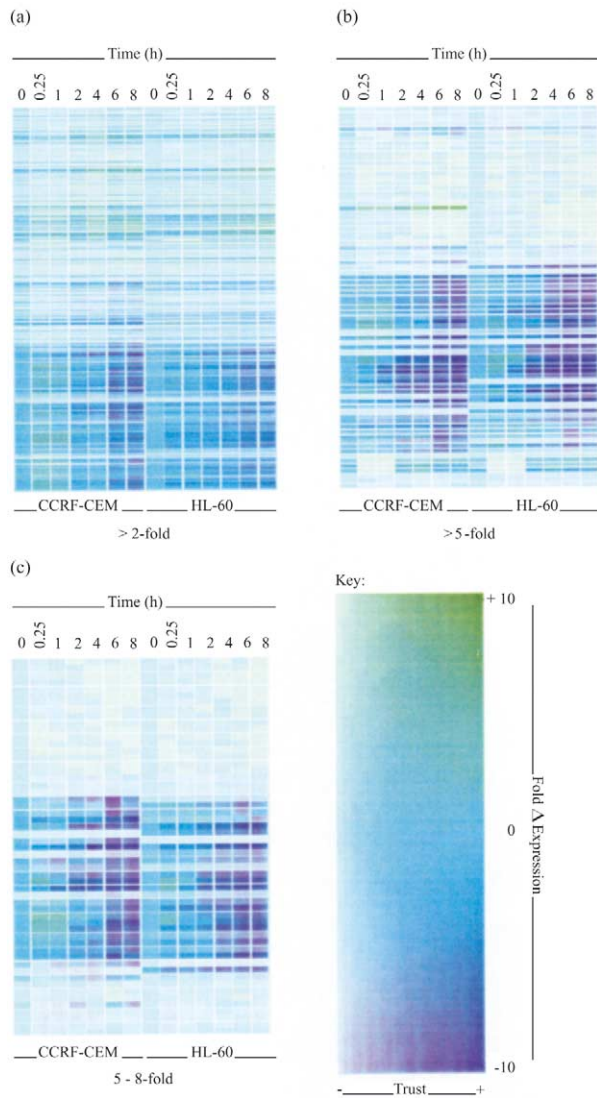 (a)
Time (h)
0 0.25 1 2 4 6 8 0 0.25 1 2 4 6 8
CCRF-CEM HL-60
> 2-fold
(b)
Time (h)
0 0.25 1 2 4 6 8 0 0.25 1 2 4 6 8
CCRF-CEM HL-60
>5-fold
(c)
Time (h)
0 0.25 1 2 4 6 8 0 0.25 1 2 4 6 8
CCRF-CEM HL-60
5 - 8-fold
Key:
+ 10
0
-10
Fold Δ Expression
- Trust +